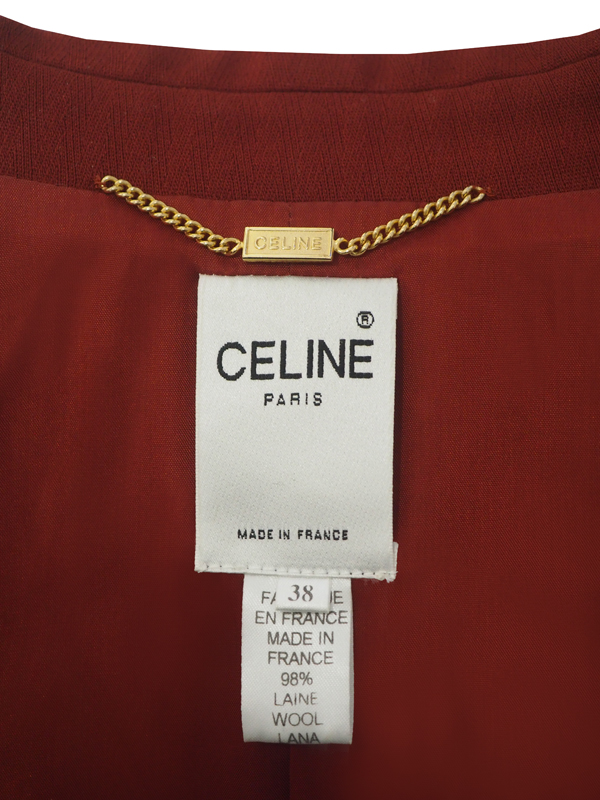 CELINE
®
CELINE
PARIS
MADE IN FRANCE
38
EN FRANCE
MADE IN
FRANCE
98%
LAINE
WOOL
LANA